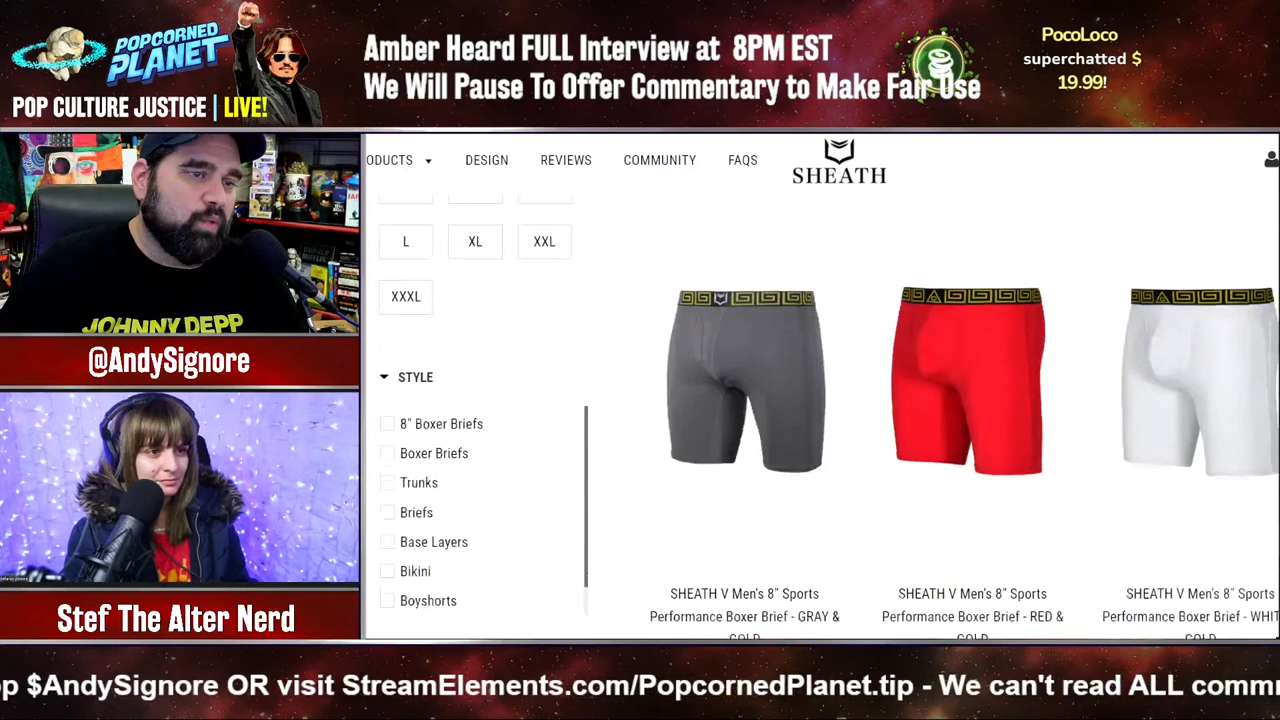 POPCORNED
PLANET
POP CULTURE JUSTICE | LIVE!
Amber Heard FULL Interview at 8PM EST
We Will Pause To Offer Commentary to Make Fair Use
PocoLoco
superchatted $
19.99!
ODUCTS
DESIGN
REVIEWS
COMMUNITY
FAQS
SHEATH
L
XL
XXL
XXXL
STYLE
8" Boxer Briefs
Boxer Briefs
Trunks
Briefs
Base Layers
Bikini
Boyshorts
SHEATH V Men's 8" Sports
Performance Boxer Brief - GRAY &
GOLD
SHEATH V Men's 8" Sports
Performance Boxer Brief - RED &
GOLD
SHEATH V Men's 8" Sports
Performance Boxer Brief - WHIT
GOLD
JOHNNY DEPP
@AndySignore
Stef The Alter Nerd
p $AndySignore OR visit StreamElements.com/PopcornedPlanet.tip - We can't read ALL comm